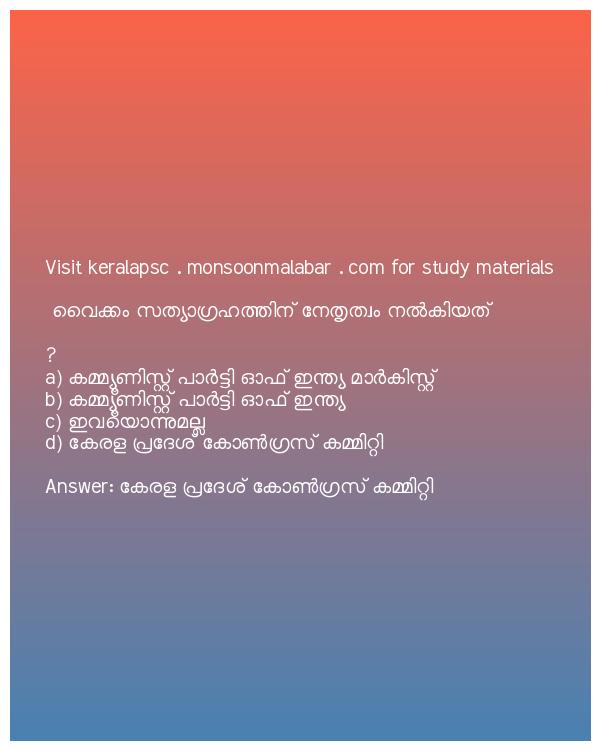 Visit keralapsc . monsoonmalabar . com for study materials
വൈക്കം സത്യാഗ്രഹത്തിന് നേതൃത്വം നൽകിയത്
?
a) കമ്മ്യൂണിസ്റ്റ് പാർട്ടി ഓഫ് ഇന്ത്യ മാർകിസ്റ്റ്
b) കമ്മ്യൂണിസ്റ്റ് പാർട്ടി ഓഫ് ഇന്ത്യ
c) ഇവയൊന്നുമല്ല
d) കേരള പ്രദേശ് കോൺഗ്രസ് കമ്മിറ്റി
Answer: കേരള പ്രദേശ് കോൺഗ്രസ് കമ്മിറ്റി